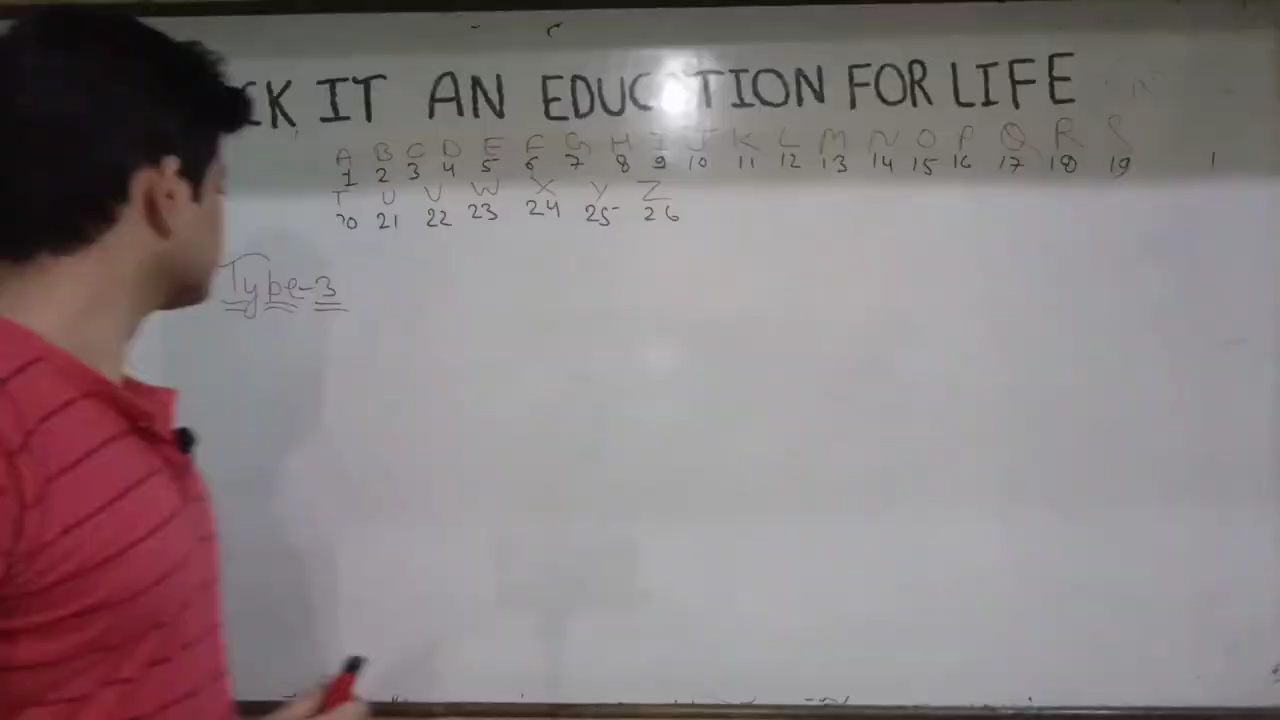 CK IT AN EDUCATION FOR LIFE
A B C D E F G H I J K L M N O P Q R S
1 2 3 4 5 6 7 8 9 10 11 12 13 14 15 16 17 18 19
T U V W X Y Z
20 21 22 23 24 25 26
Type-3